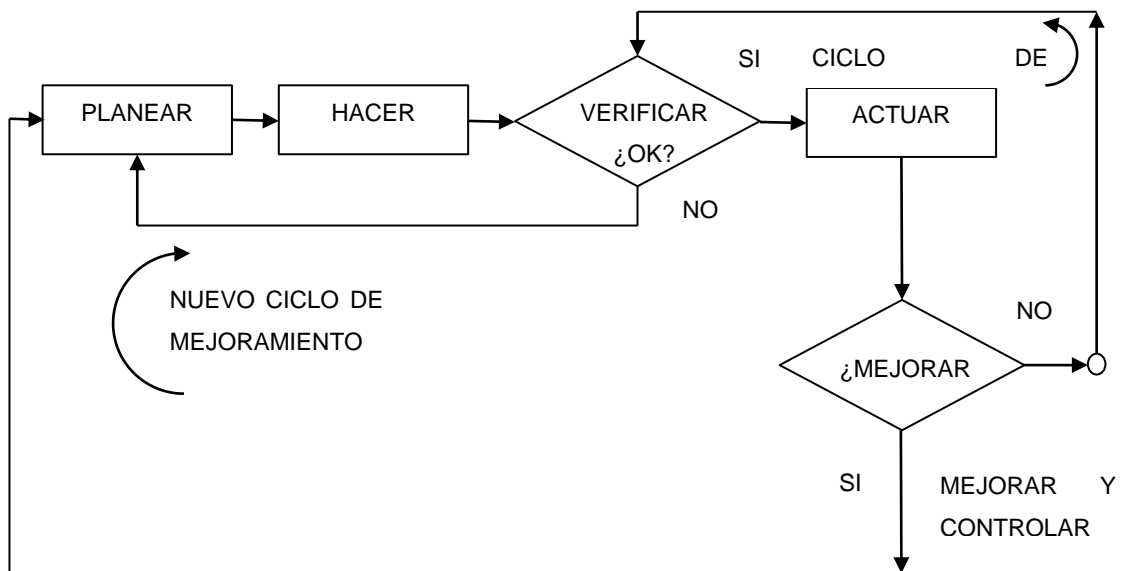 SI CICLO DE
PLANEAR
HACER
VERIFICAR
¿OK?
ACTUAR
NO
NUEVO CICLO DE
MEJORAMIENTO
NO
¿MEJORAR
SI
MEJORAR Y
CONTROLAR